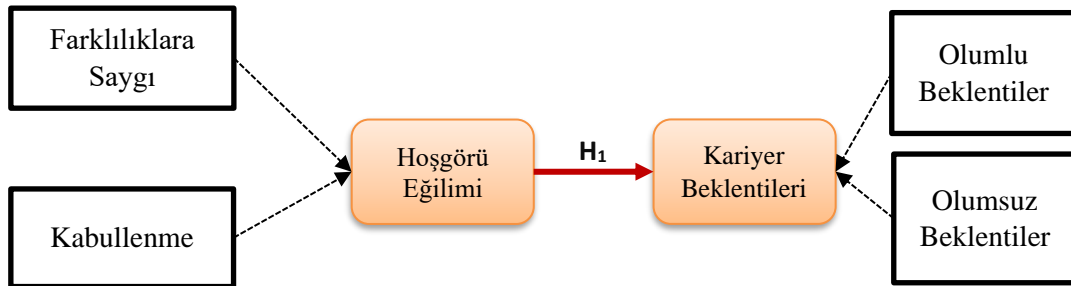 Farklılıklara
Saygı
Kabullenme
Hoşgörü
Eğilimi
H₁
Kariyer
Beklentileri
Olumlu
Beklentiler
Olumsuz
Beklentiler